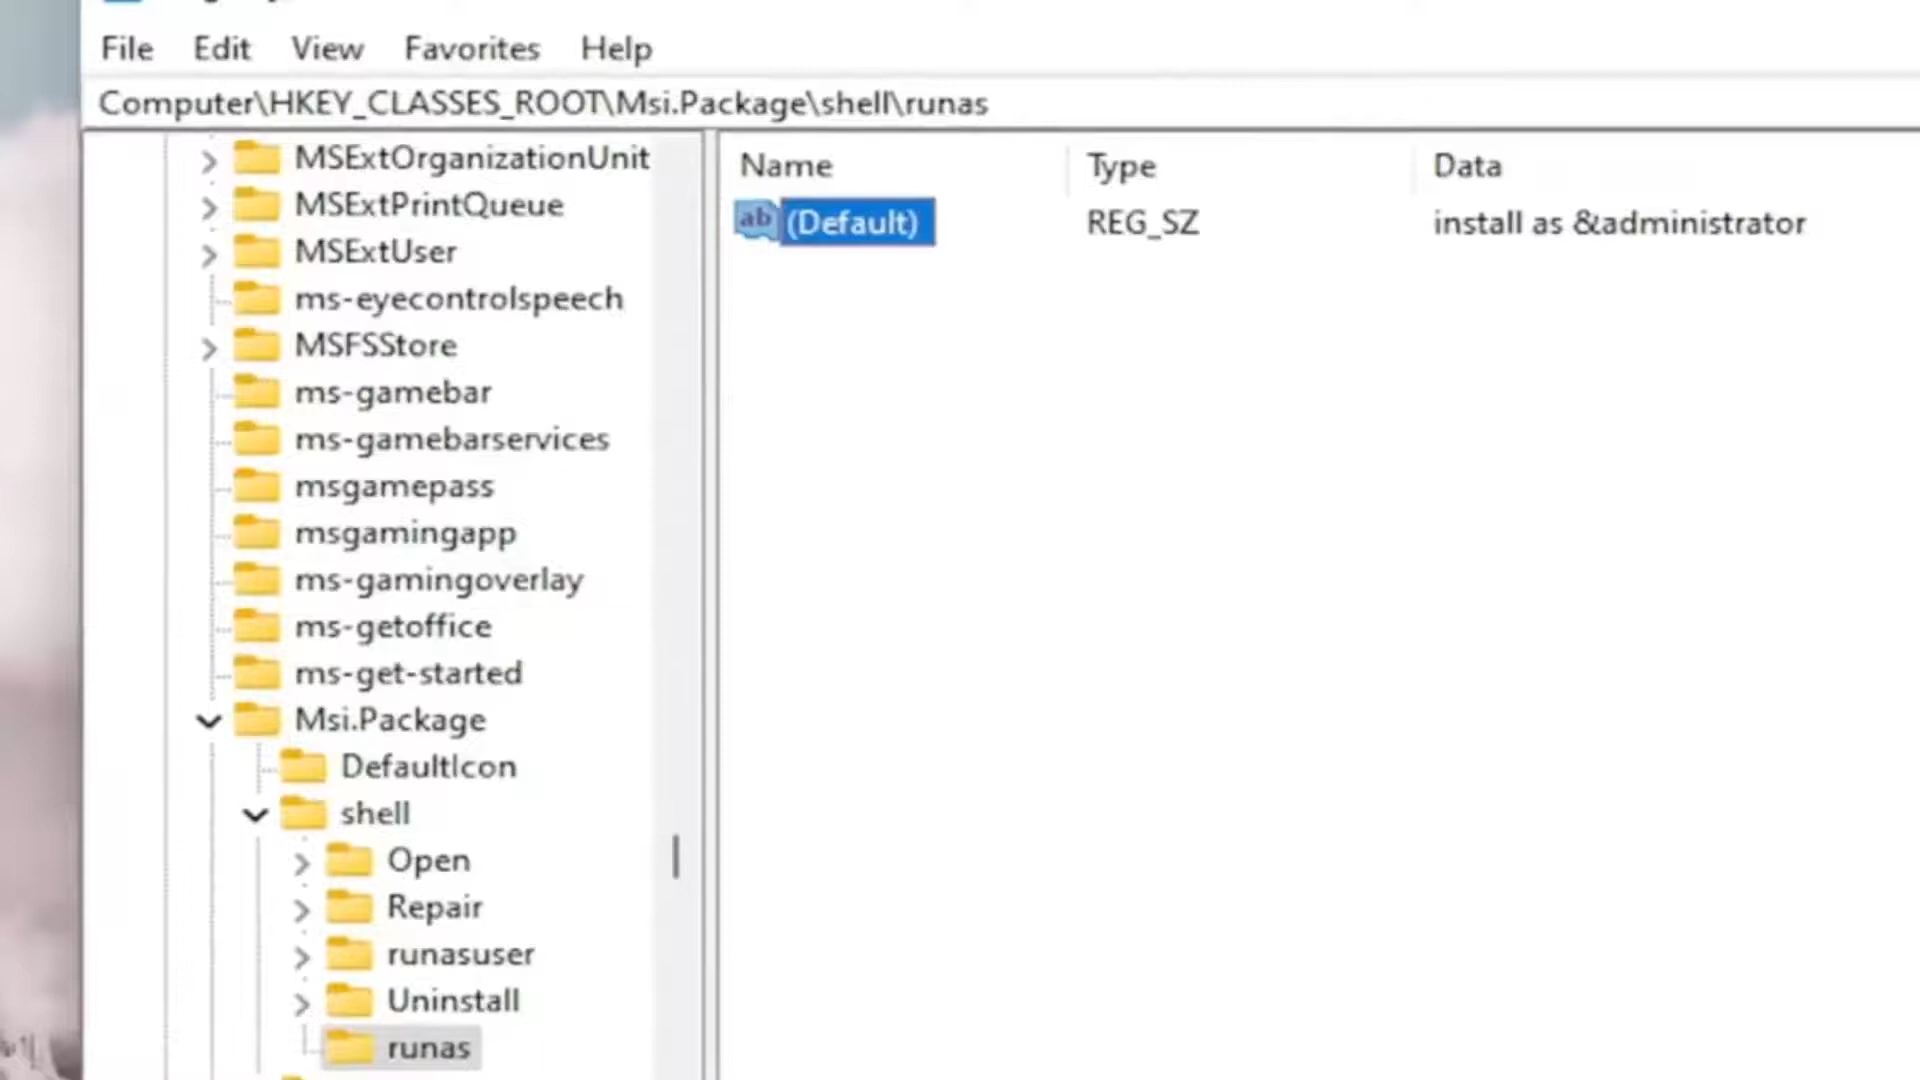 File Edit View Favorites Help
Computer\HKEY_CLASSES_ROOT\Msi.Package\shell\runas
MSExtOrganizationUnit
MSExtPrintQueue
MSExtUser
ms-eyecontrolspeech
MSFSStore
ms-gamebar
ms-gamebarservices
msgamepass
msgamingapp
ms-gamingoverlay
ms-getoffice
ms-get-started
Msi.Package
DefaultIcon
shell
Open
Repair
runasuser
Uninstall
runas
Name Type Data
ab (Default) REG_SZ install as &administrator